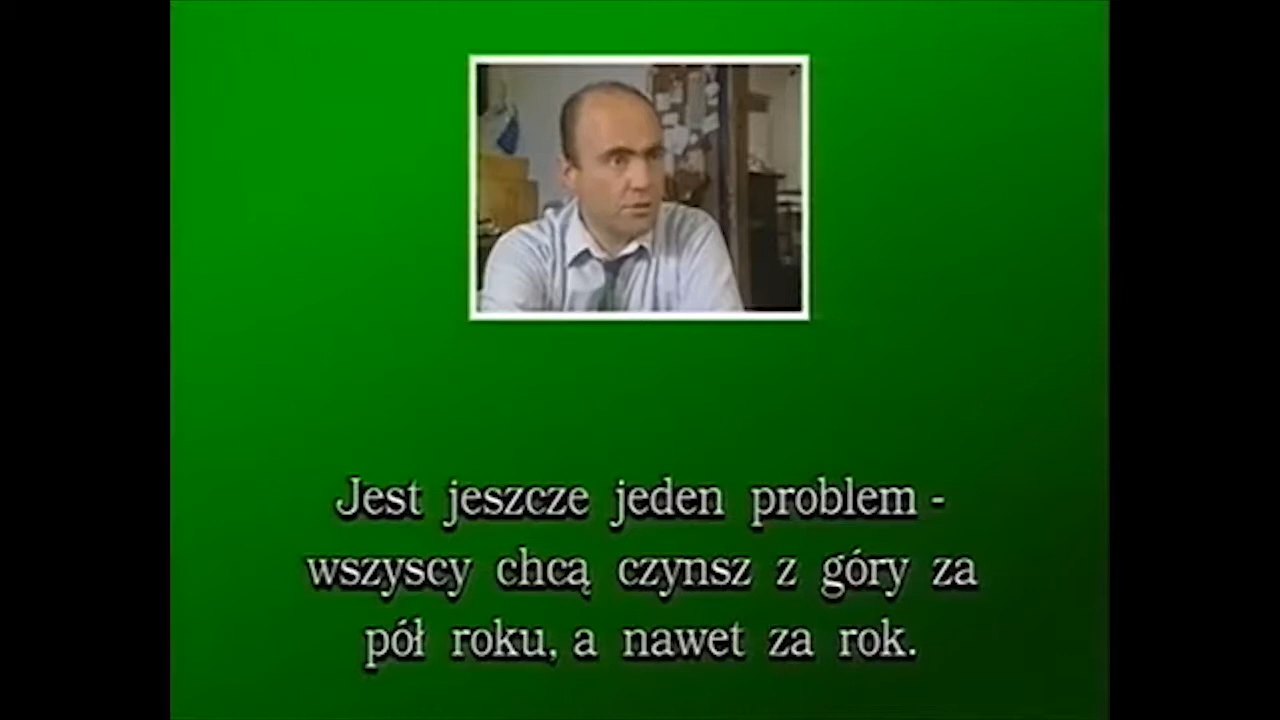 Jest jeszcze jeden problem -
wszyscy chcą czynsz z góry za
pół roku, a nawet za rok.